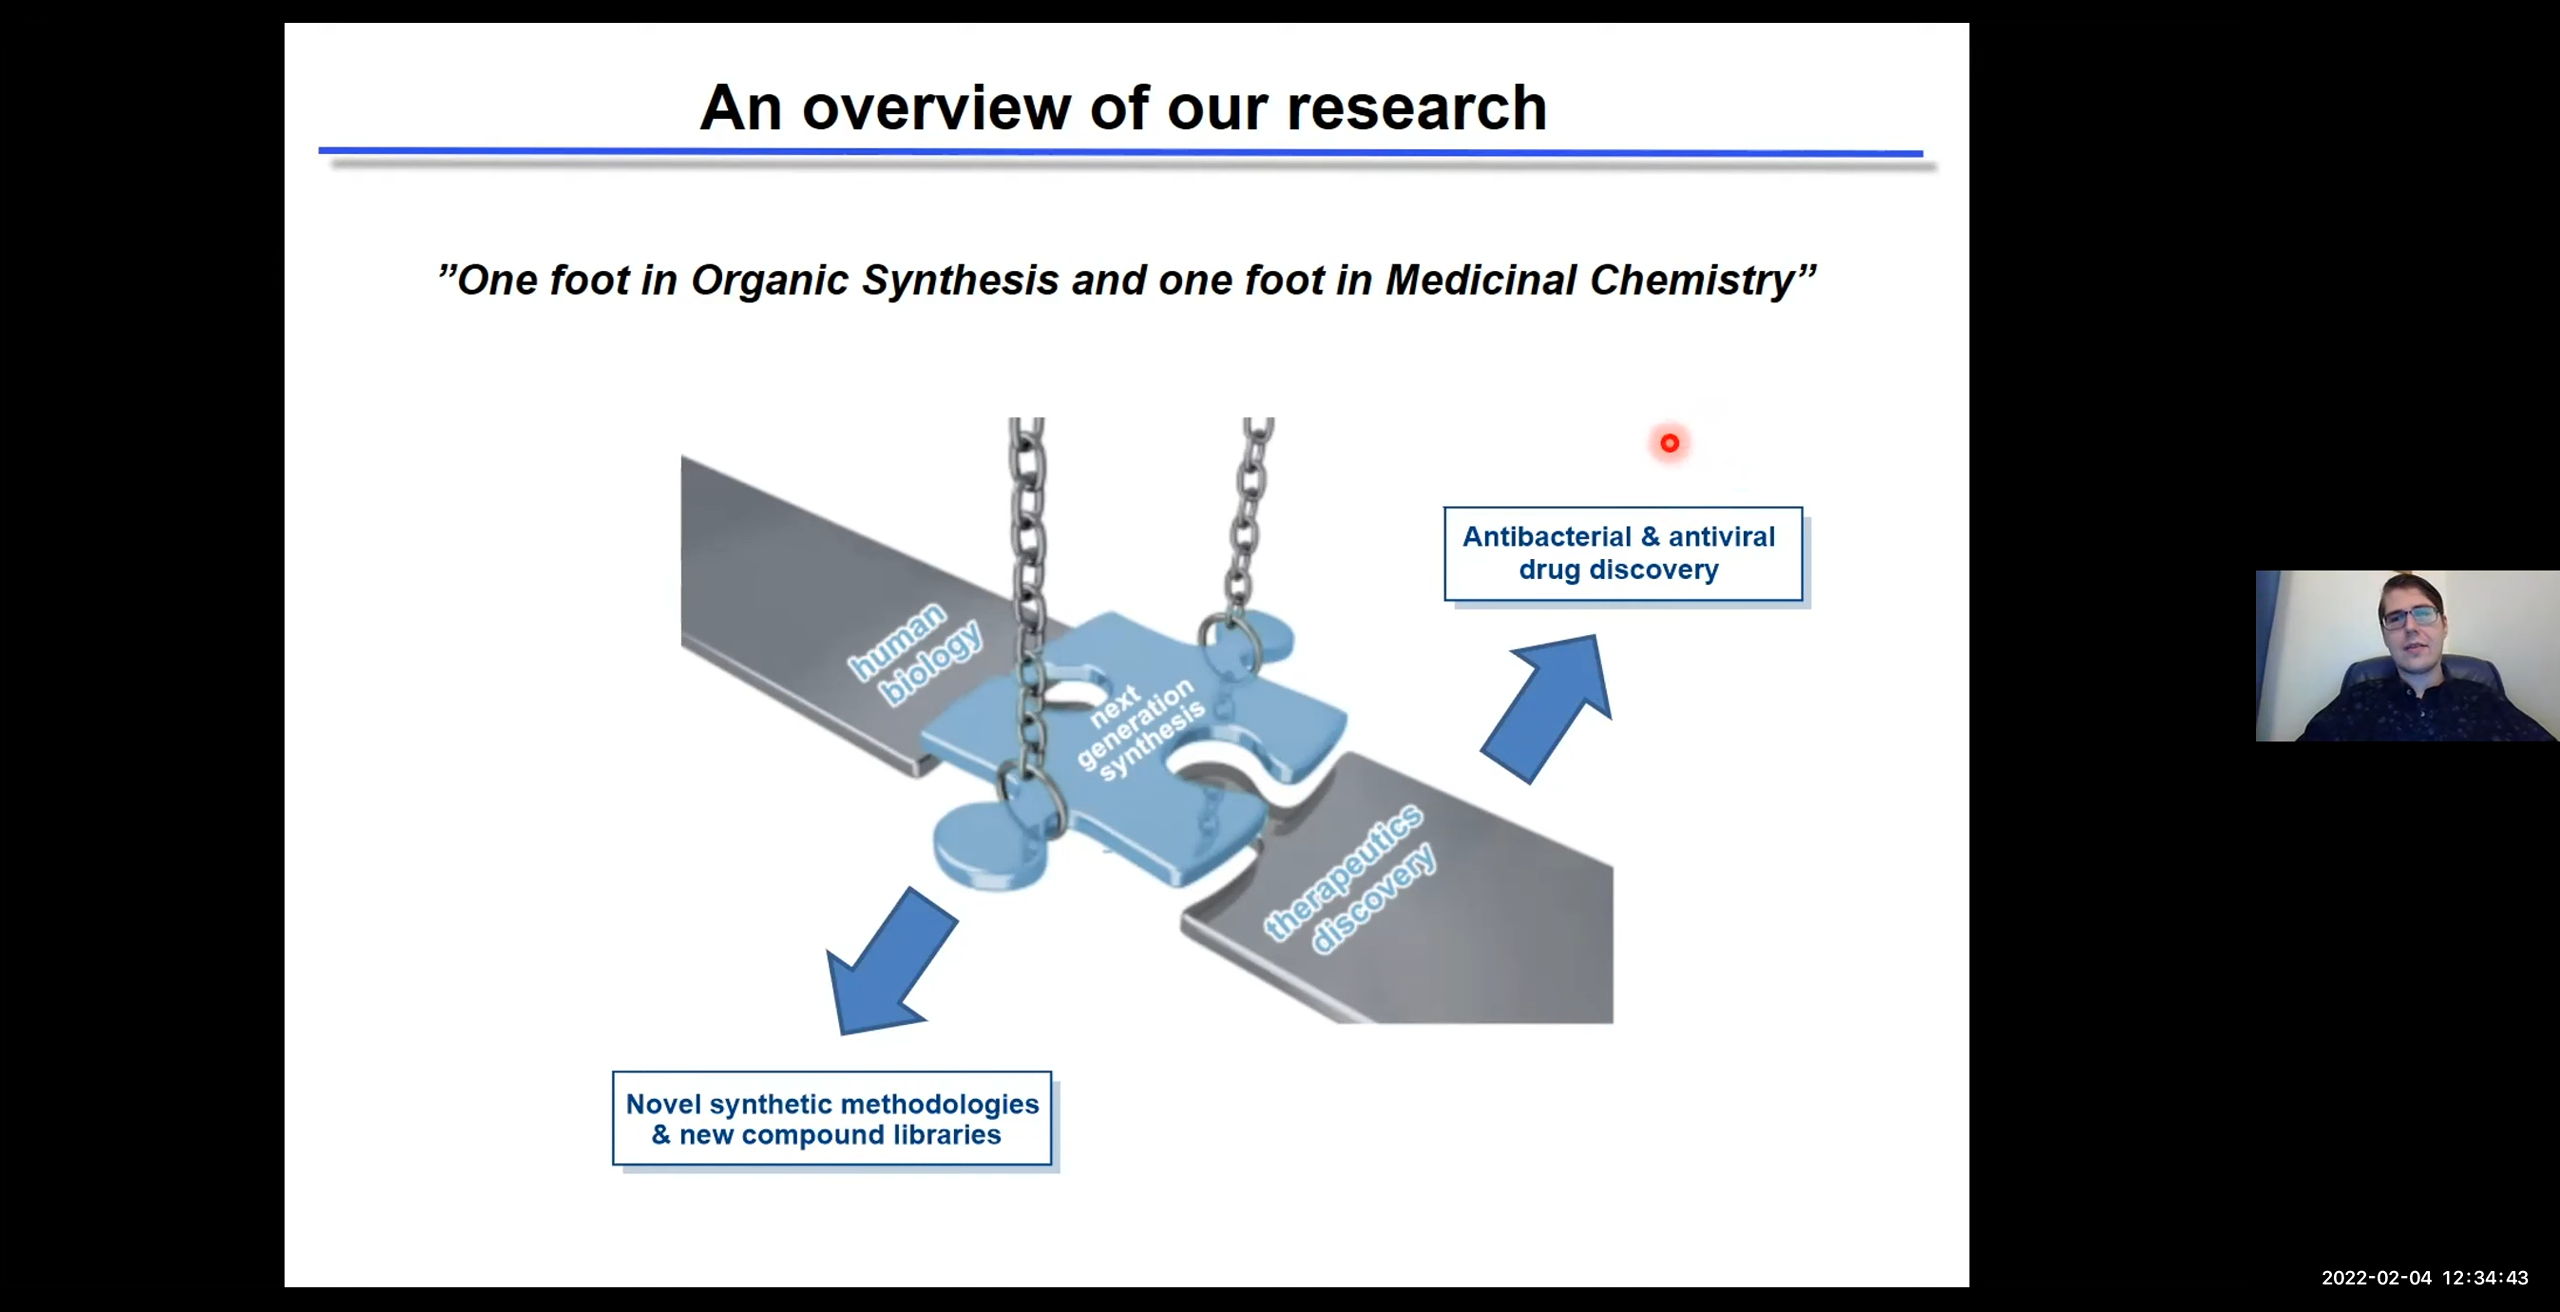 An overview of our research
”One foot in Organic Synthesis and one foot in Medicinal Chemistry”
Antibacterial & antiviral
drug discovery
human
biology
next
generation
synthesis
therapeutics
discovery
Novel synthetic methodologies
& new compound libraries
2022-02-04 12:34:43